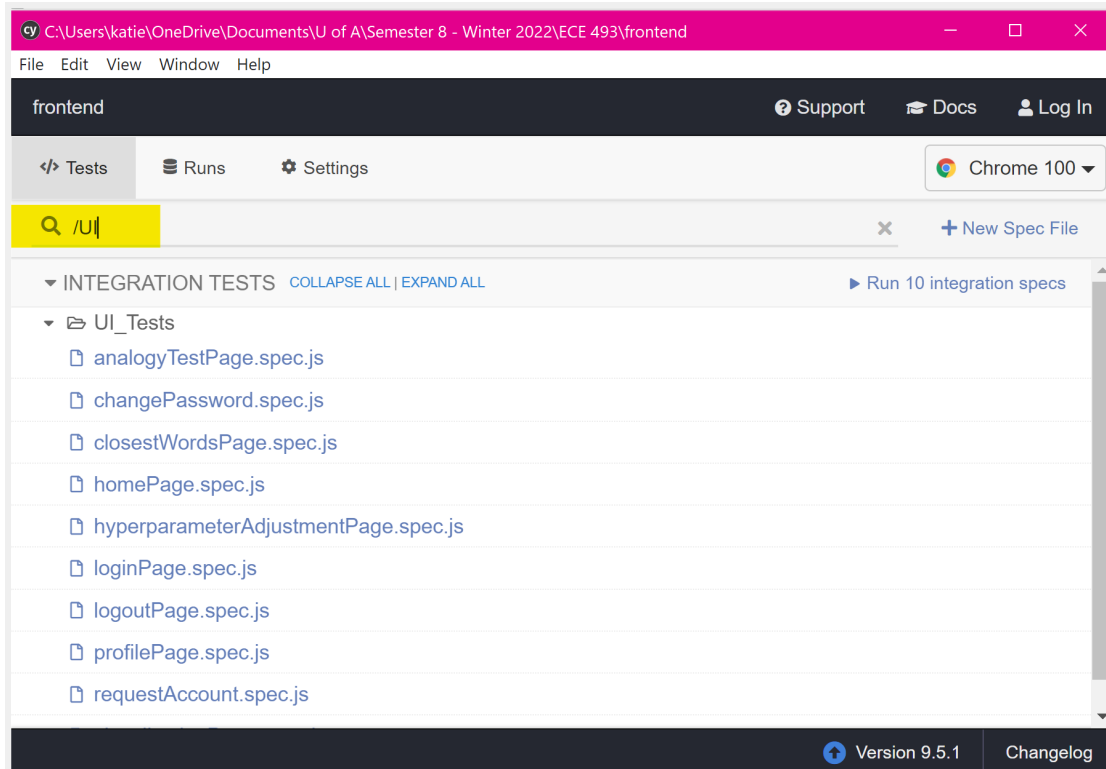 cy C:\Users\katie\OneDrive\Documents\U of A\Semester 8 - Winter 2022\ECE 493\frontend
File Edit View Window Help
frontend Support Docs Log In
</> Tests Runs Settings Chrome 100
/UI + New Spec File
INTEGRATION TESTS COLLAPSE ALL | EXPAND ALL Run 10 integration specs
UI_Tests
analogyTestPage.spec.js
changePassword.spec.js
closestWordsPage.spec.js
homePage.spec.js
hyperparameterAdjustmentPage.spec.js
loginPage.spec.js
logoutPage.spec.js
profilePage.spec.js
requestAccount.spec.js
Version 9.5.1 Changelog